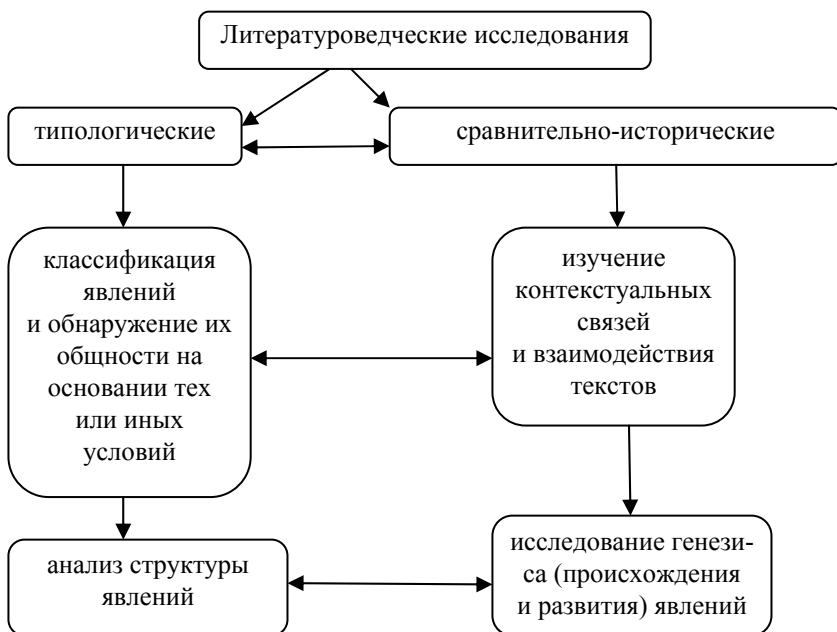 Литературоведческие исследования
типологические
сравнительно-исторические
классификация
явлений
и обнаружение их
общности на
основании тех
или иных
условий
изучение
контекстуальных
связей
и взаимодействия
текстов
анализ структуры
явлений
исследование генези-
са (происхождения
и развития) явлений